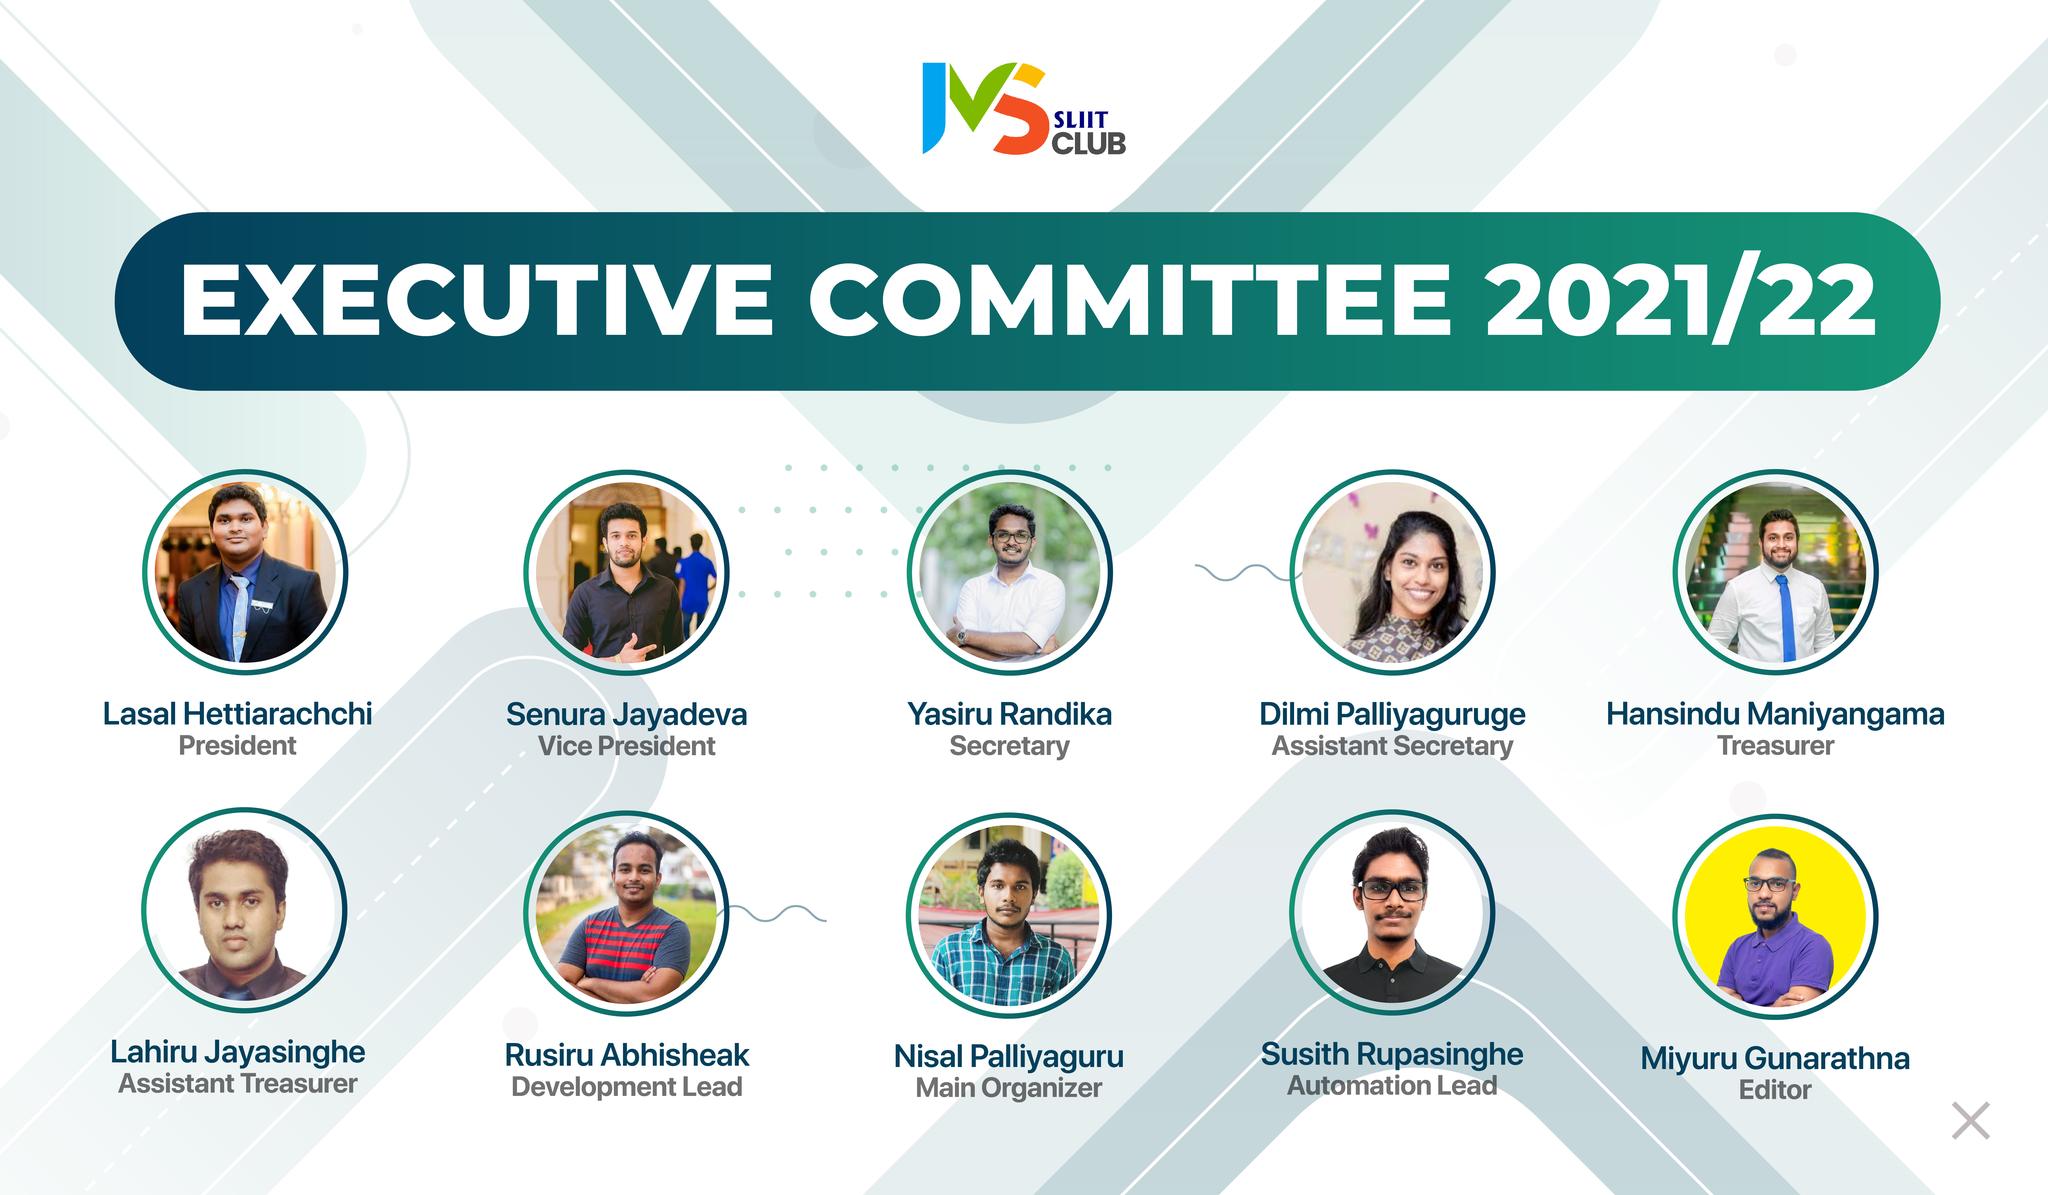 MS SLIIT
CLUB
EXECUTIVE COMMITTEE 2021/22
Lasal Hettiarachchi
President
Senura Jayadeva
Vice President
Yasiru Randika
Secretary
Dilmi Palliyaguruge
Assistant Secretary
Hansindu Maniyangama
Treasurer
Lahiru Jayasinghe
Assistant Treasurer
Rusiru Abhisheak
Development Lead
Nisal Palliyaguru
Main Organizer
Susith Rupasinghe
Automation Lead
Miyuru Gunarathna
Editor